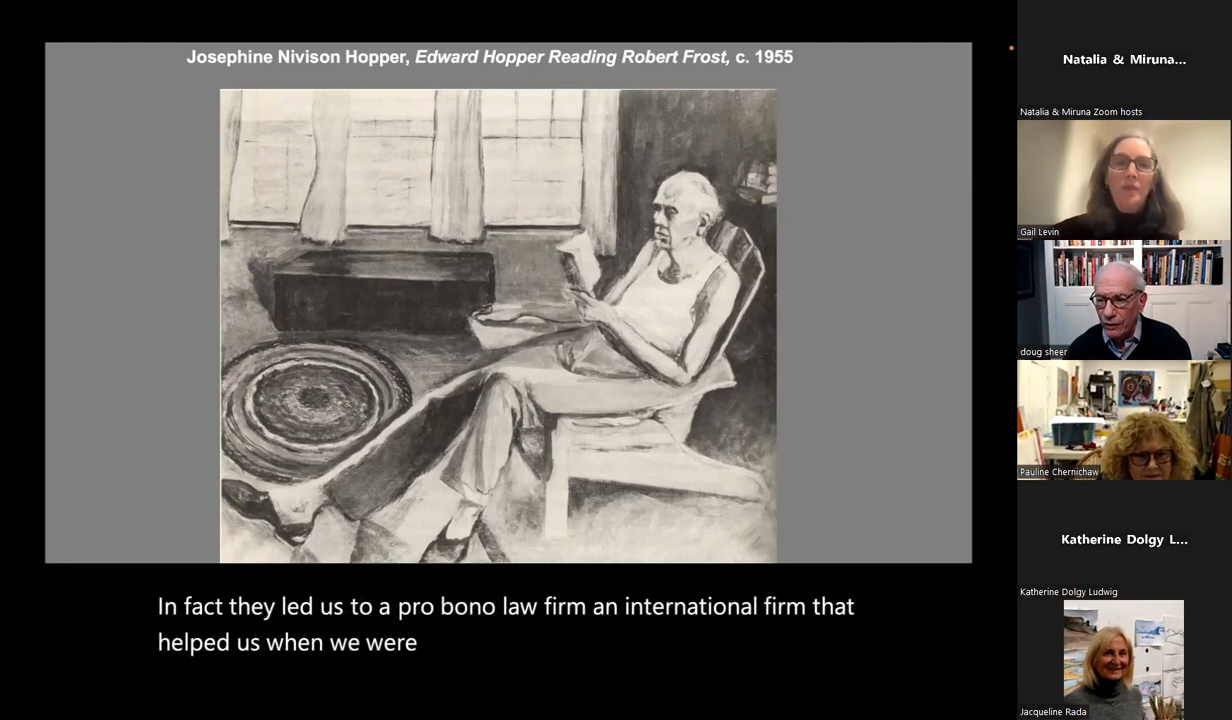 Josephine Nivison Hopper, Edward Hopper Reading Robert Frost, c. 1955
In fact they led us to a pro bono law firm an international firm that
helped us when we were
Natalia & Miruna...
Natalia & Miruna Zoom hosts
Gail Levin
doug sheer
Pauline Chernichaw
Katherine Dolgy L...
Katherine Dolgy Ludwig
Jacqueline Rada